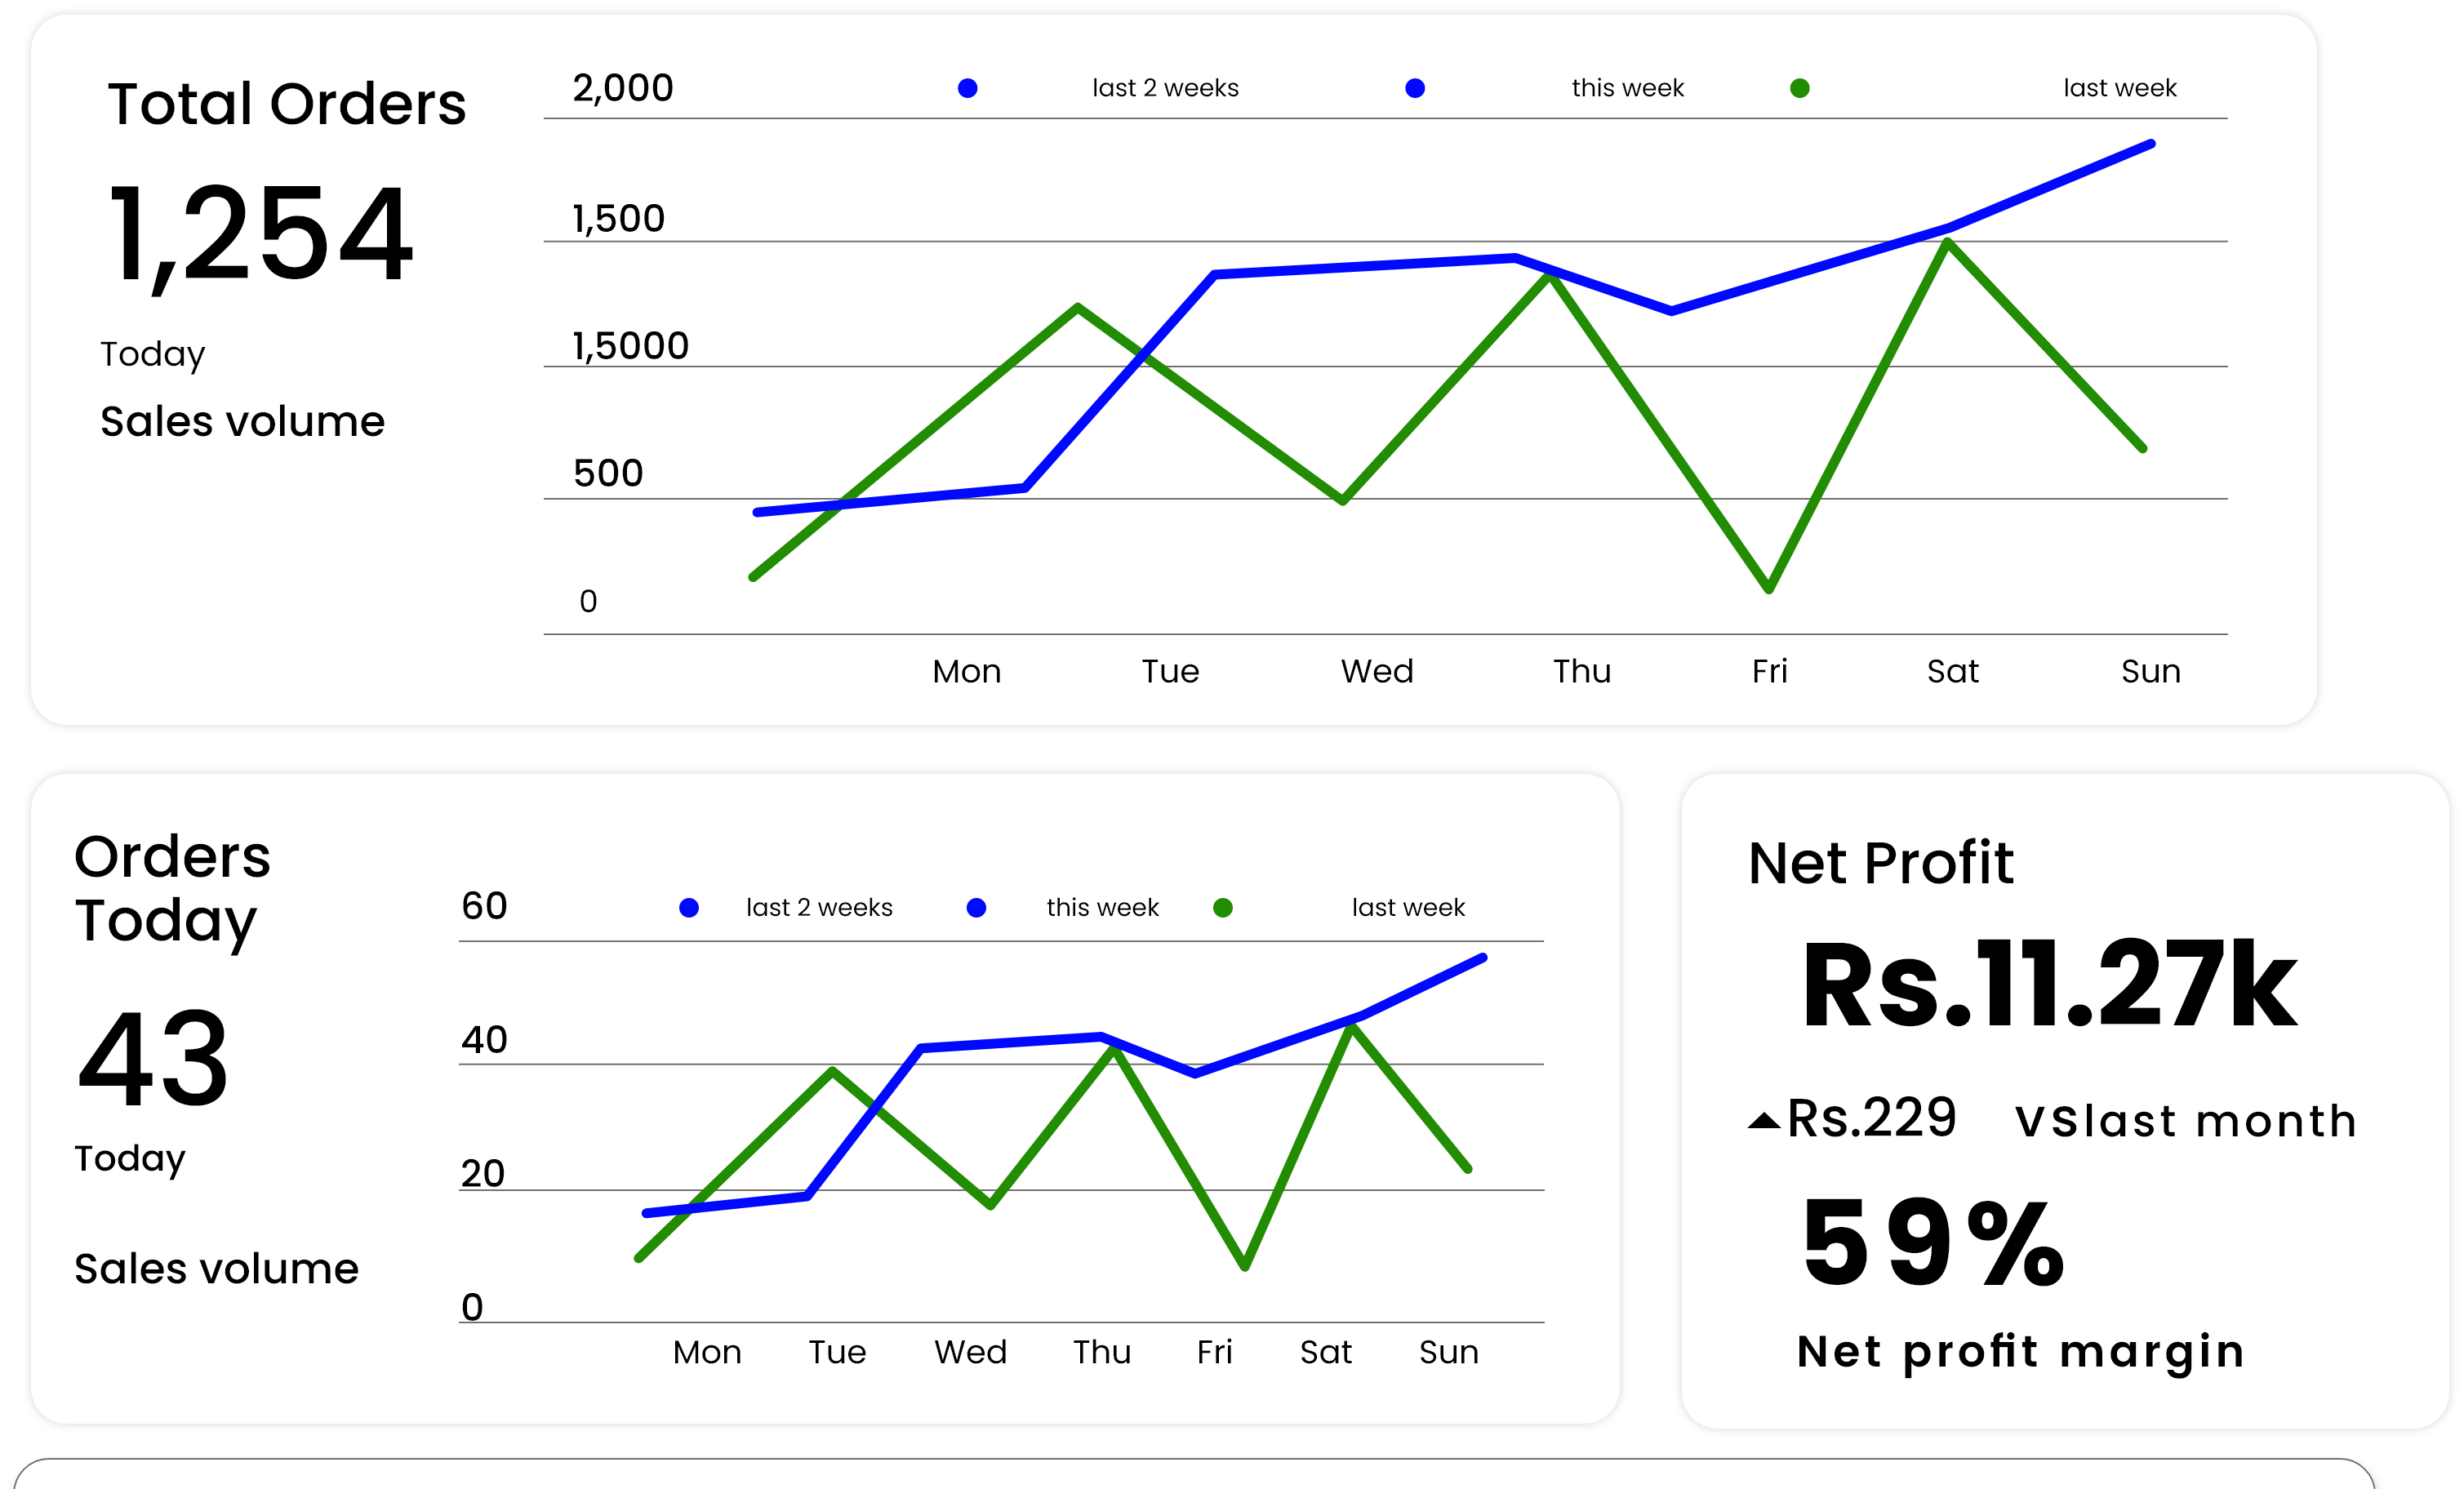 Total Orders
1,254
Today
Sales volume
2,000
last 2 weeks this week last week
1,500
1,5000
500
0
Mon Tue Wed Thu Fri Sat Sun
Orders
Today
43
Today
Sales volume
60
last 2 weeks this week last week
40
20
0
Mon Tue Wed Thu Fri Sat Sun
Net Profit
Rs.11.27k
Rs.229 vs last month
59%
Net profit margin